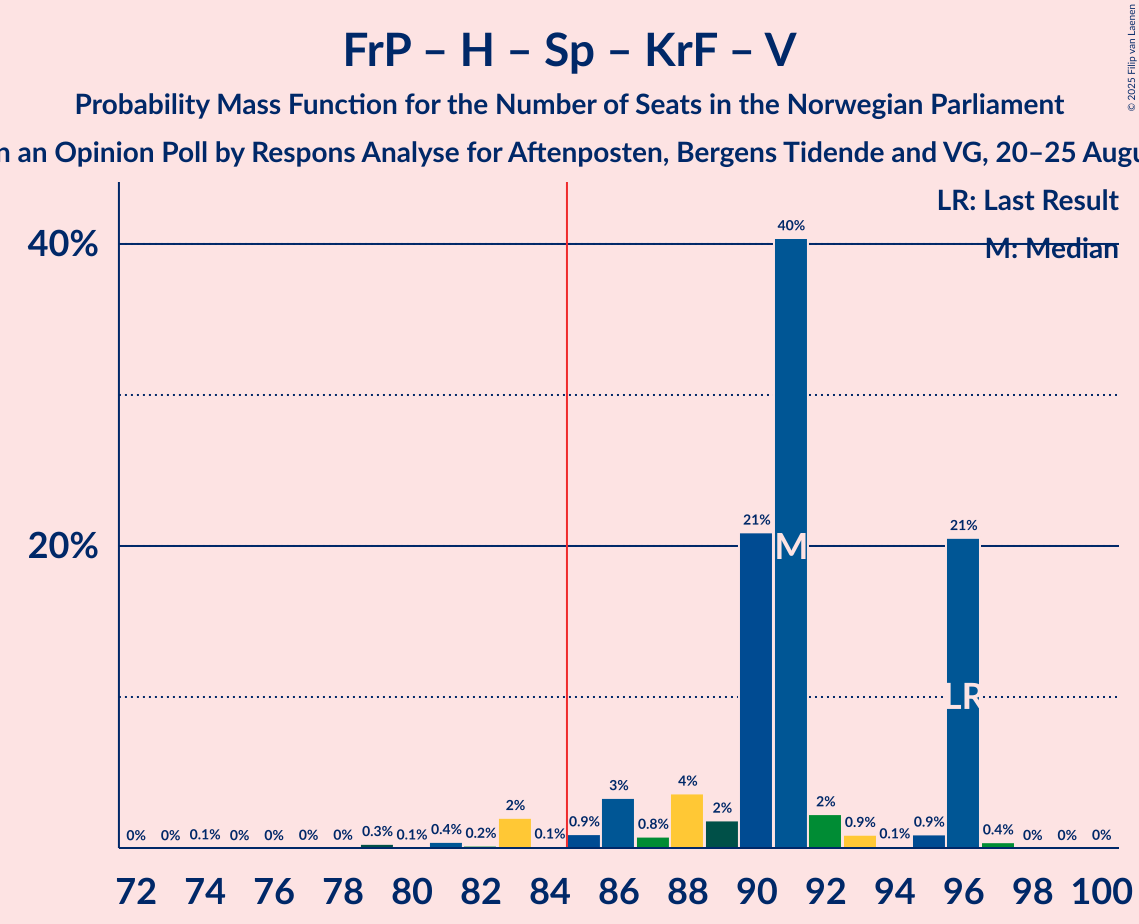 FrP – H – Sp – KrF – V
Probability Mass Function for the Number of Seats in the Norwegian Parliament
an Opinion Poll by Respons Analyse for Aftenposten, Bergens Tidende and VG, 20–25
© 2025 Filip van Laenen
LR: Last Result
M: Median
40%
20%
0% 0% 0.1% 0% 0% 0% 0% 0.3% 0.1% 0.4% 0.2% 2% 0.1% 0.9% 3% 0.8% 4% 2% 21% 40% 2% 0.9% 0.1% 0.9% 21% 0.4% 0% 0% 0%
M
LR
72 74 76 78 80 82 84 86 88 90 92 94 96 98 100